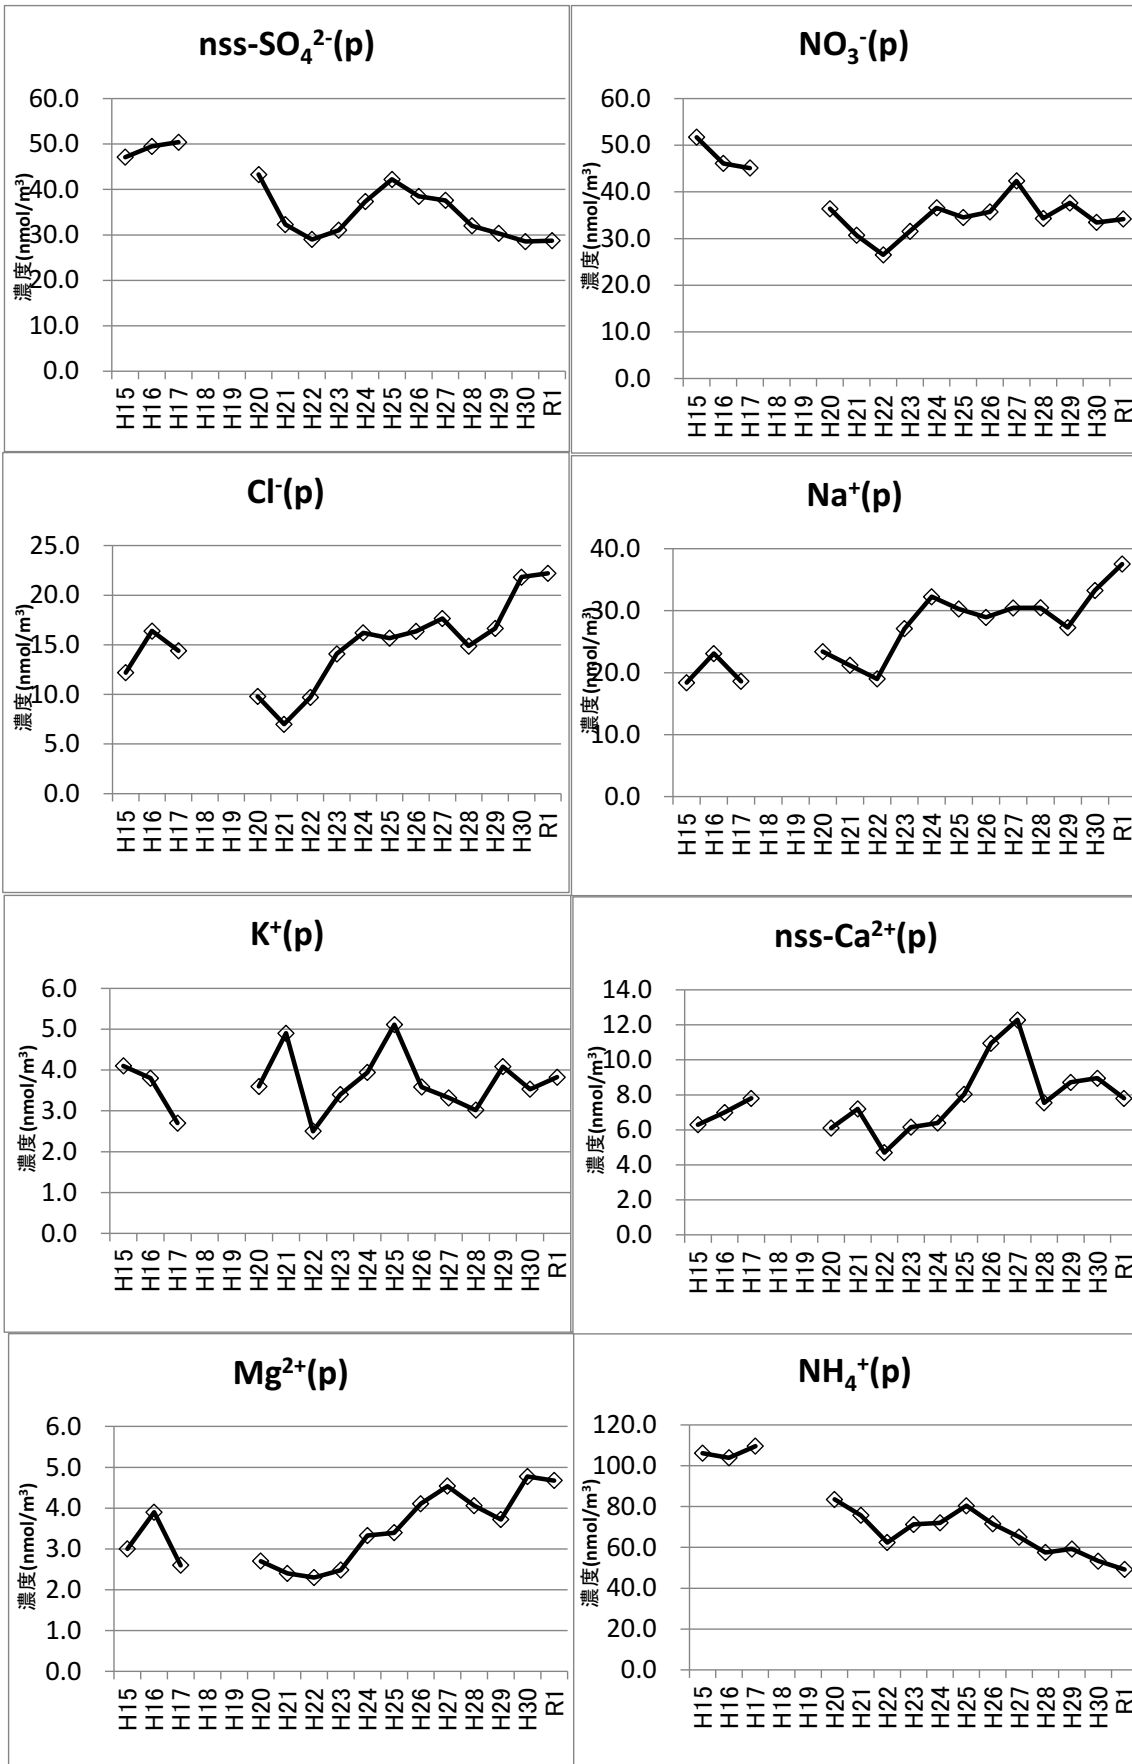 nss-SO₄²⁻(p)
濃度(nmol/m³)
60.0
50.0
40.0
30.0
20.0
10.0
0.0
H15
H16
H17
H18
H19
H20
H21
H22
H23
H24
H25
H26
H27
H28
H29
H30
R1
NO₃⁻(p)
濃度(nmol/m³)
60.0
50.0
40.0
30.0
20.0
10.0
0.0
H15
H16
H17
H18
H19
H20
H21
H22
H23
H24
H25
H26
H27
H28
H29
H30
R1
Cl⁻(p)
濃度(nmol/m³)
25.0
20.0
15.0
10.0
5.0
0.0
H15
H16
H17
H18
H19
H20
H21
H22
H23
H24
H25
H26
H27
H28
H29
H30
R1
Na⁺(p)
濃度(nmol/m³)
40.0
30.0
20.0
10.0
0.0
H15
H16
H17
H18
H19
H20
H21
H22
H23
H24
H25
H26
H27
H28
H29
H30
R1
K⁺(p)
濃度(nmol/m³)
6.0
5.0
4.0
3.0
2.0
1.0
0.0
H15
H16
H17
H18
H19
H20
H21
H22
H23
H24
H25
H26
H27
H28
H29
H30
R1
nss-Ca²⁺(p)
濃度(nmol/m³)
14.0
12.0
10.0
8.0
6.0
4.0
2.0
0.0
H15
H16
H17
H18
H19
H20
H21
H22
H23
H24
H25
H26
H27
H28
H29
H30
R1
Mg²⁺(p)
濃度(nmol/m³)
6.0
5.0
4.0
3.0
2.0
1.0
0.0
H15
H16
H17
H18
H19
H20
H21
H22
H23
H24
H25
H26
H27
H28
H29
H30
R1
NH₄⁺(p)
濃度(nmol/m³)
120.0
100.0
80.0
60.0
40.0
20.0
0.0
H15
H16
H17
H18
H19
H20
H21
H22
H23
H24
H25
H26
H27
H28
H29
H30
R1